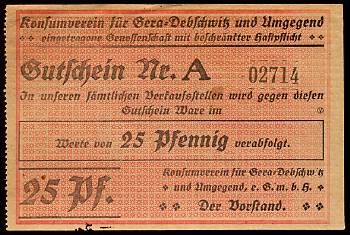 Konsumverein für Gera-Debschwitz und Umgegend
eingetragene Genossenschaft mit beschränkter Haftpflicht
Gutschein Nr. A 02714
In unseren sämtlichen Verkaufsstellen wird gegen diesen
Gutschein Ware im
Werte von 25 Pfennig verabfolgt.
25 Pf.
Konsumverein für Gera-Debschwitz
und Umgegend, e. G. m. b. H.
Der Vorstand.